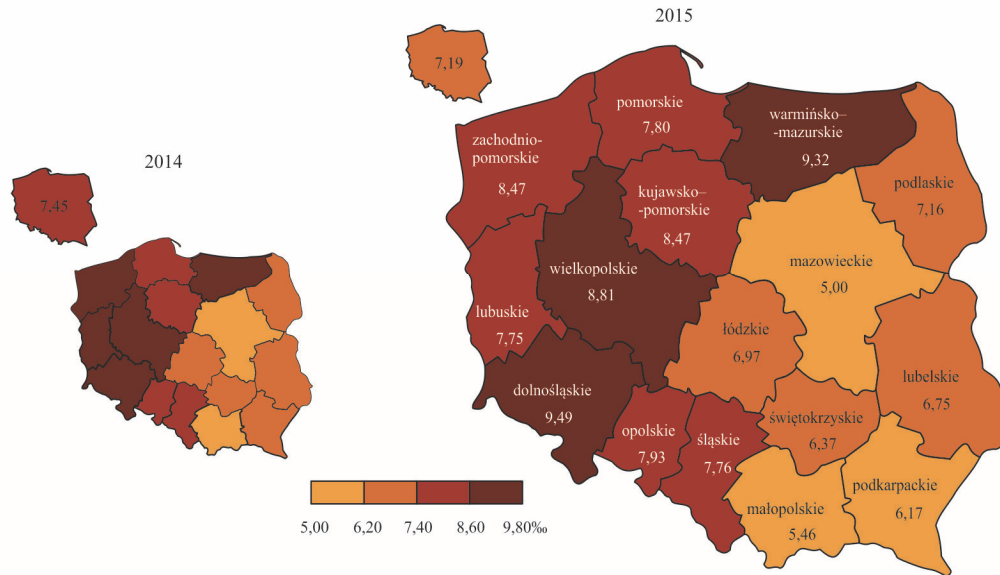 2015
7,19
pomorskie
7,80
warmińsko–
-mazurskie
9,32
zachodnio-
pomorskie
8,47
2014
podlaskie
7,16
kujawsko–
-pomorskie
8,47
7,45
mazowieckie
5,00
wielkopolskie
8,81
lubuskie
7,75
łódzkie
6,97
lubelskie
6,75
dolnośląskie
9,49
świętokrzyskie
6,37
opolskie
7,93
śląskie
7,76
podkarpackie
6,17
małopolskie
5,46
5,00 6,20 7,40 8,60 9,80‰